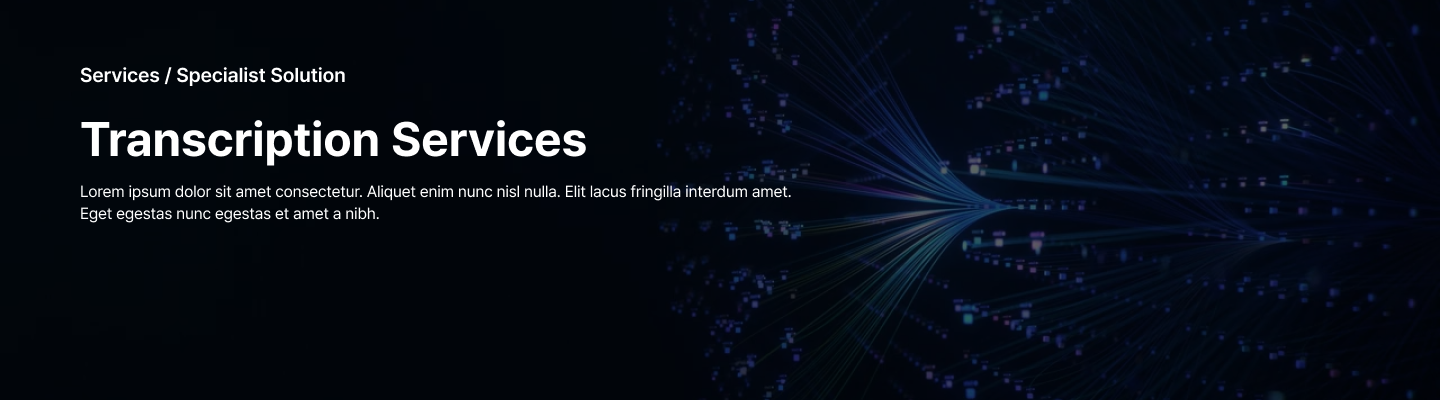 Services / Specialist Solution
Transcription Services
Lorem ipsum dolor sit amet consectetur. Aliquet enim nunc nisl nulla. Elit lacus fringilla interdum amet.
Eget egestas nunc egestas et amet a nibh.